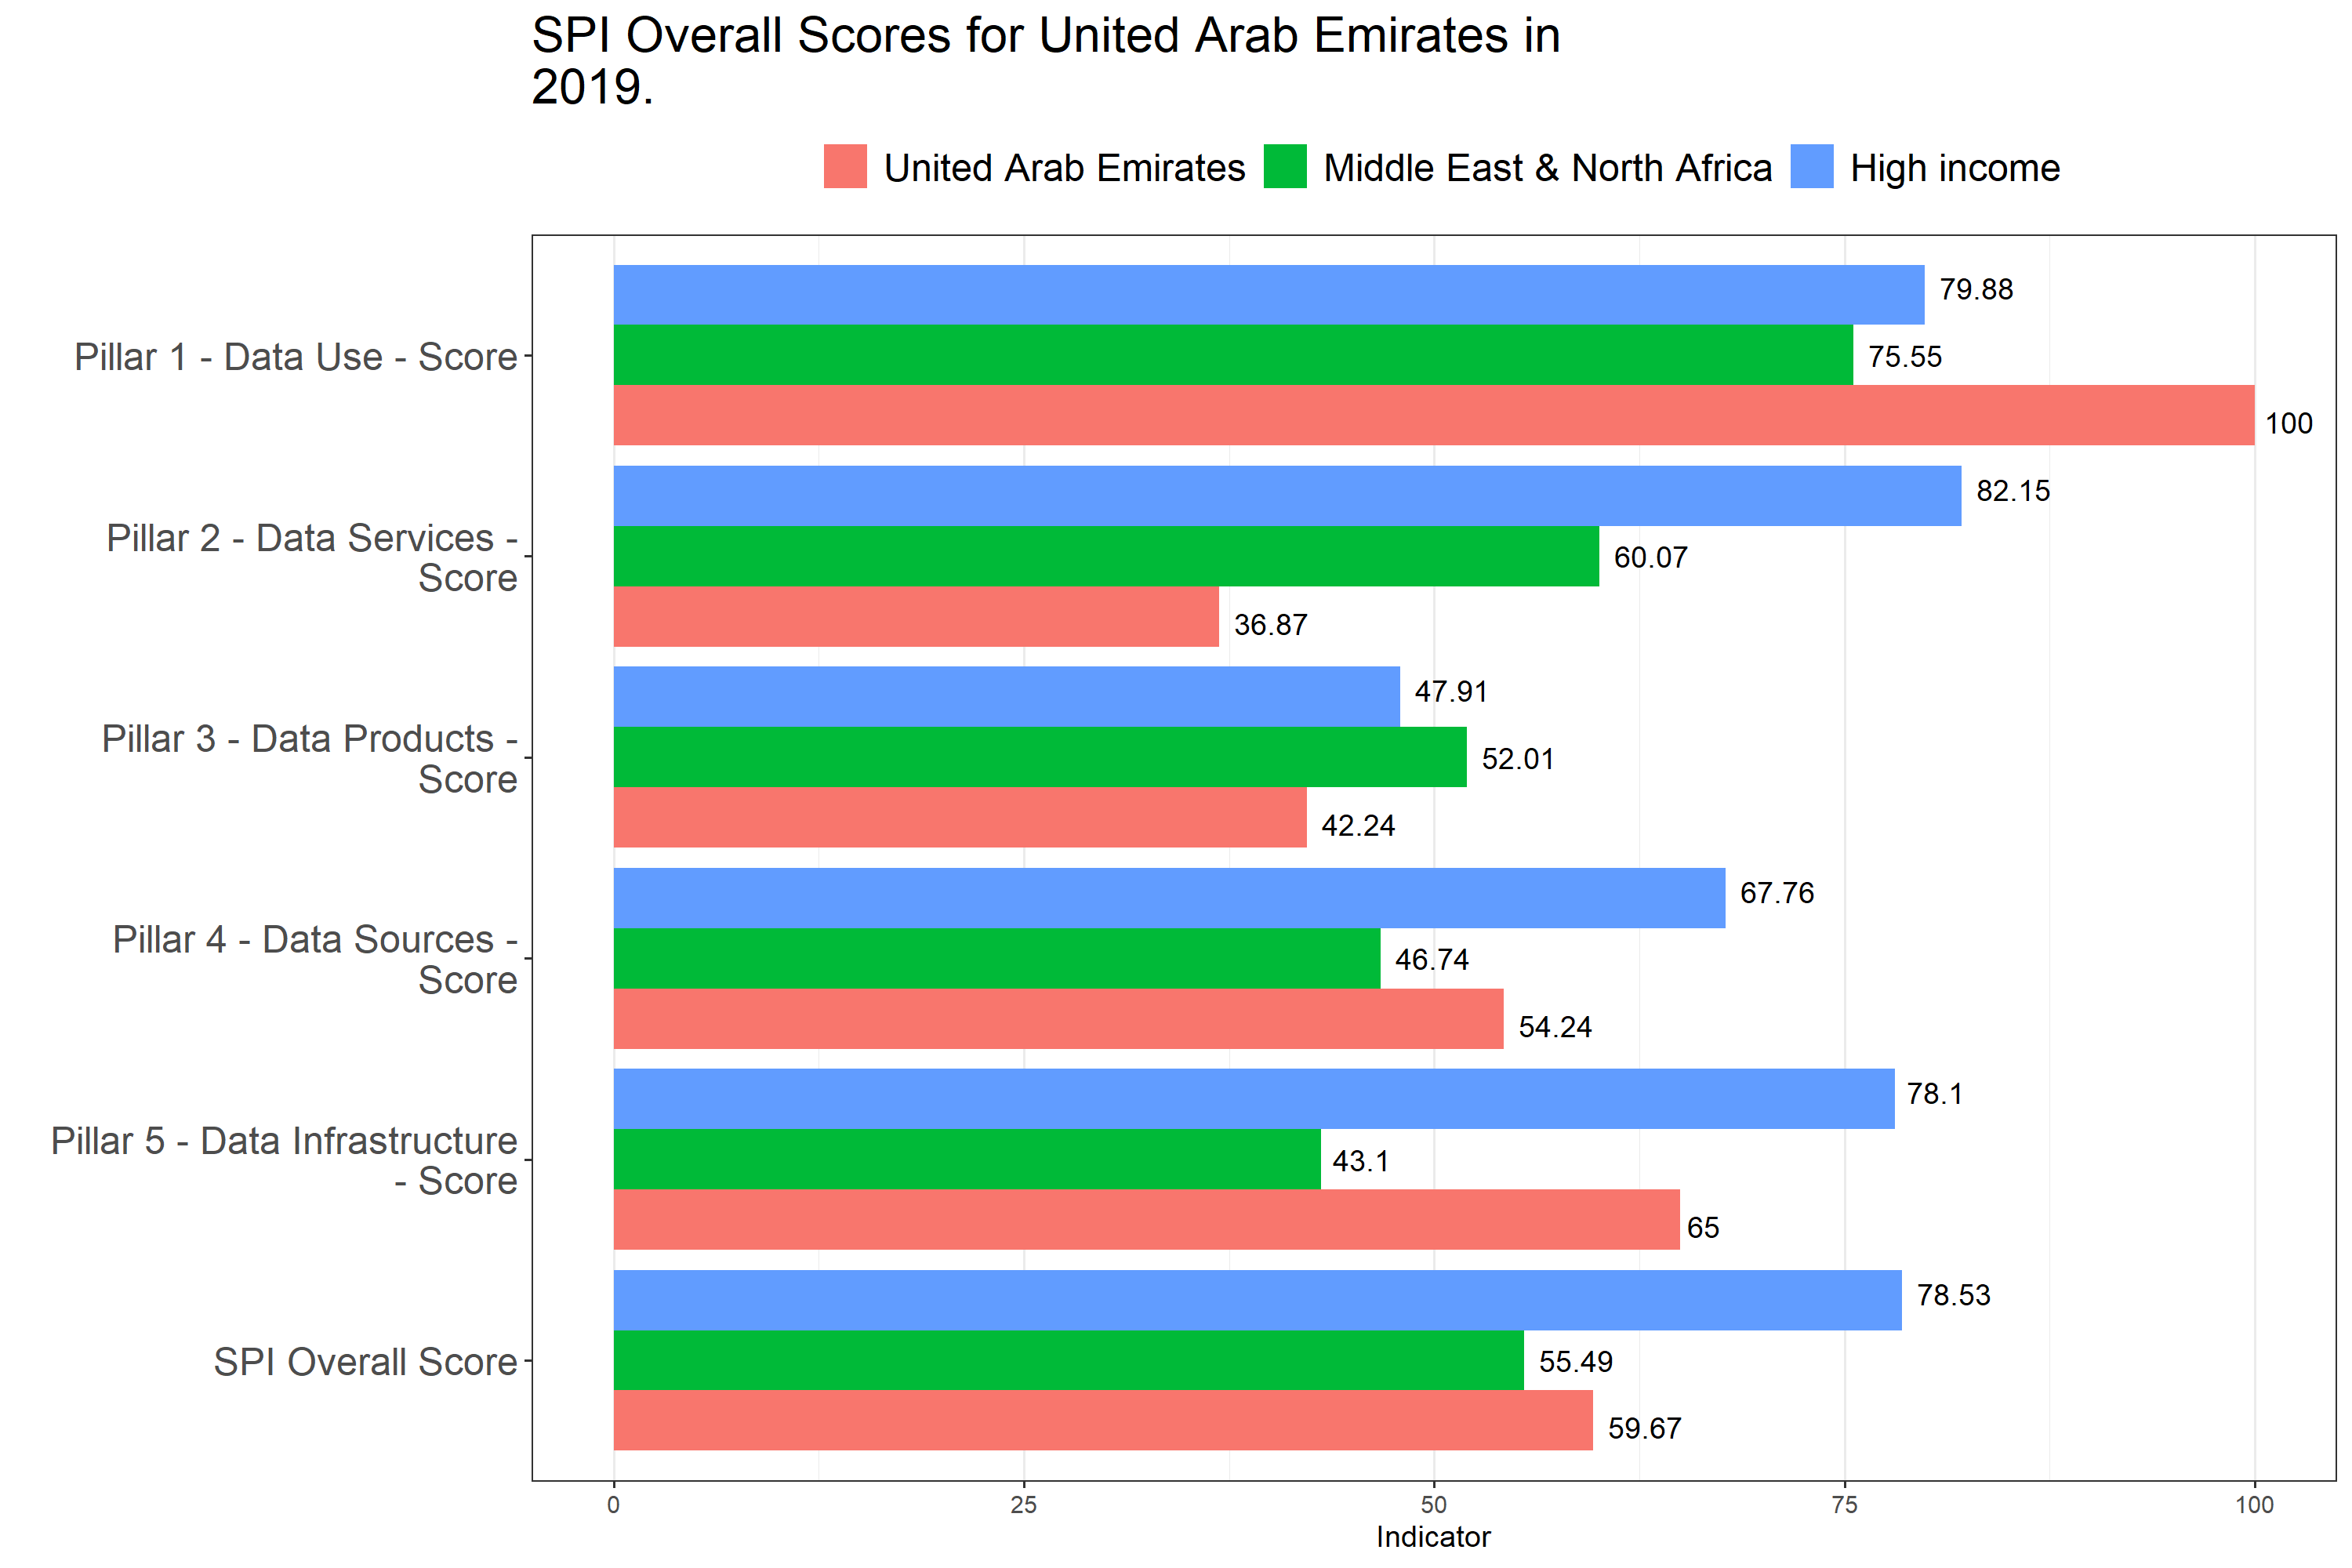 SPI Overall Scores for United Arab Emirates in
2019.
United Arab Emirates Middle East & North Africa High income
Pillar 1 - Data Use - Score
79.88
75.55
100
Pillar 2 - Data Services -
Score
82.15
60.07
36.87
Pillar 3 - Data Products -
Score
47.91
52.01
42.24
Pillar 4 - Data Sources -
Score
67.76
46.74
54.24
Pillar 5 - Data Infrastructure
- Score
78.1
43.1
65
SPI Overall Score
78.53
55.49
59.67
0 25 50 75 100
Indicator